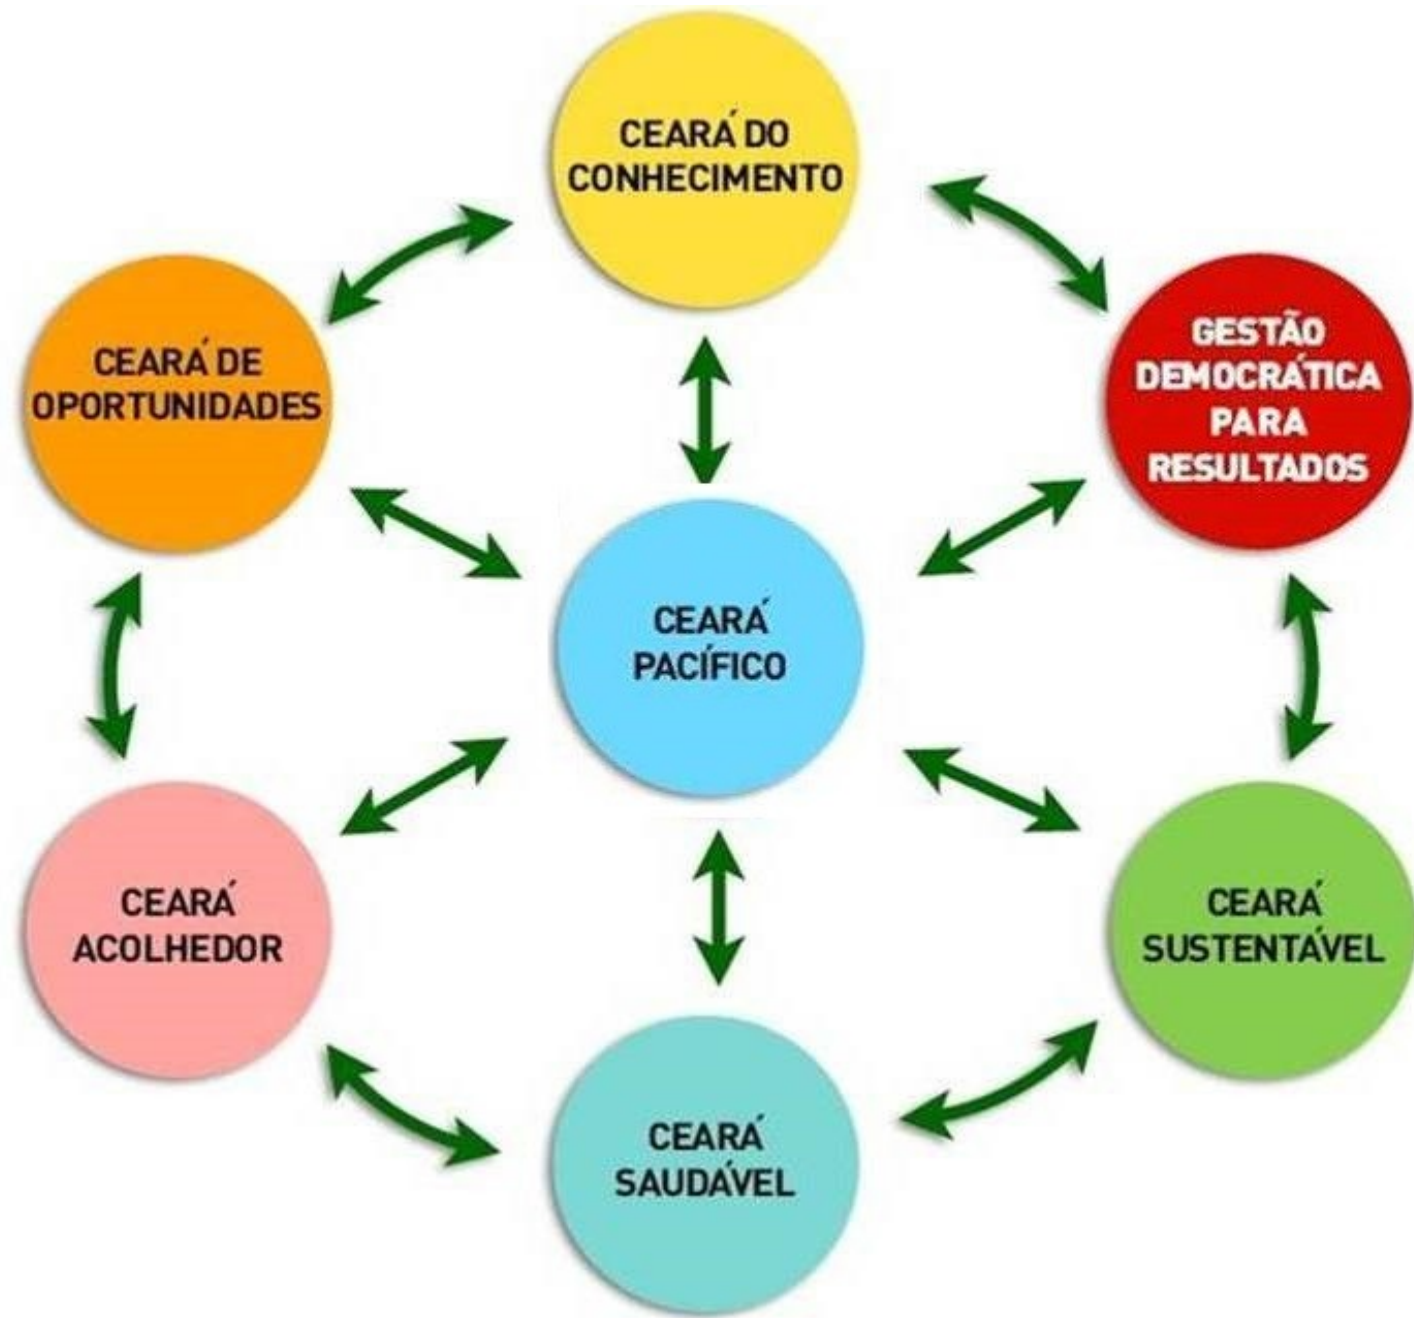 CEARÁ DO
CONHECIMENTO
CEARÁ DE
OPORTUNIDADES
GESTÃO
DEMOCRÁTICA
PARA
RESULTADOS
CEARÁ
PACÍFICO
CEARÁ
ACOLHEDOR
CEARÁ
SUSTENTÁVEL
CEARÁ
SAUDÁVEL